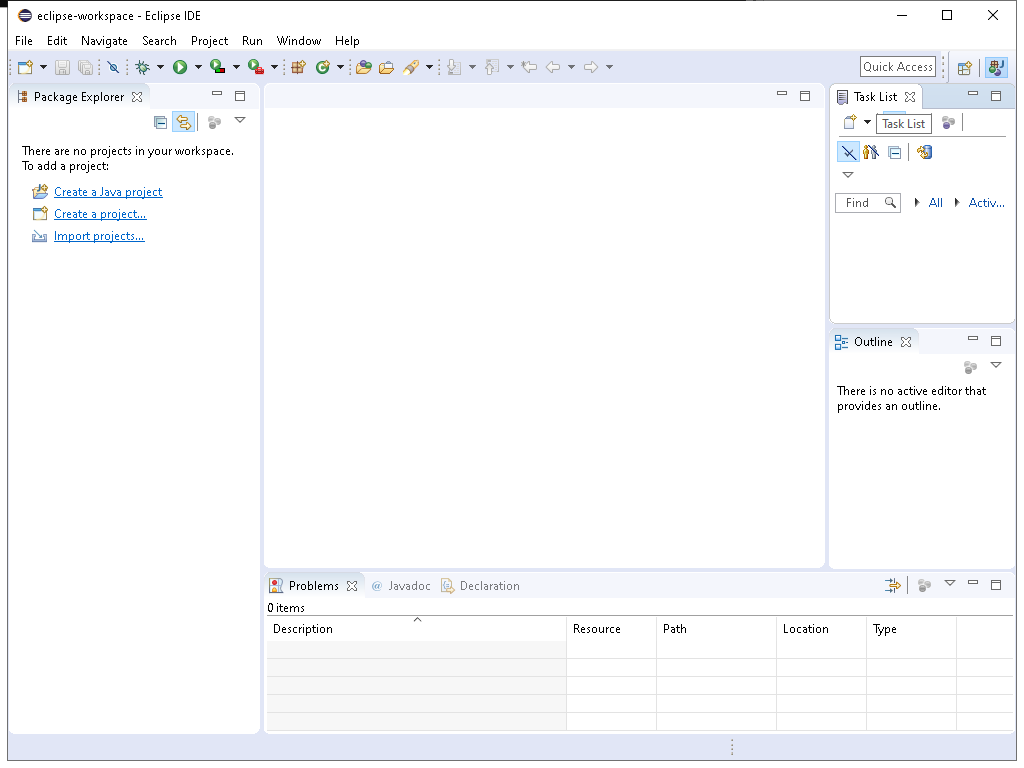 eclipse-workspace - Eclipse IDE
File Edit Navigate Search Project Run Window Help
Quick Access
Package Explorer
There are no projects in your workspace.
To add a project:
Create a Java project
Create a project...
Import projects...
Task List
Task List
Find All Activ...
Outline
There is no active editor that
provides an outline.
Problems @ Javadoc Declaration
0 items
Description Resource Path Location Type